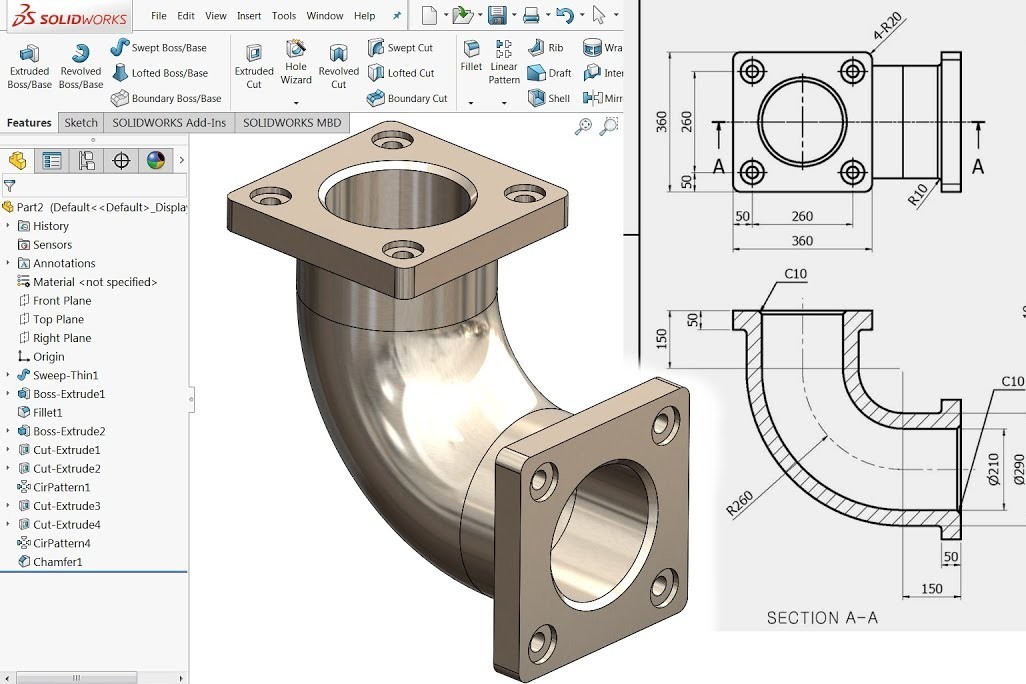 SOLIDWORKS
File Edit View Insert Tools Window Help
Extruded Boss/Base
Revolved Boss/Base
Swept Boss/Base
Lofted Boss/Base
Boundary Boss/Base
Extruded Cut
Hole Wizard
Revolved Cut
Swept Cut
Lofted Cut
Boundary Cut
Fillet
Linear Pattern
Rib
Draft
Shell
Wra
Inter
Mirr
Features Sketch SOLIDWORKS Add-Ins SOLIDWORKS MBD
Part2 (Default<<Default>_Display
History
Sensors
Annotations
Material <not specified>
Front Plane
Top Plane
Right Plane
Origin
Sweep-Thin1
Boss-Extrude1
Fillet1
Boss-Extrude2
Cut-Extrude1
Cut-Extrude2
CirPattern1
Cut-Extrude3
Cut-Extrude4
CirPattern4
Chamfer1
4-R20
360
260
50
A
A
R10
50
260
360
C10
50
150
C10
R260
Ø210
Ø290
50
150
SECTION A-A